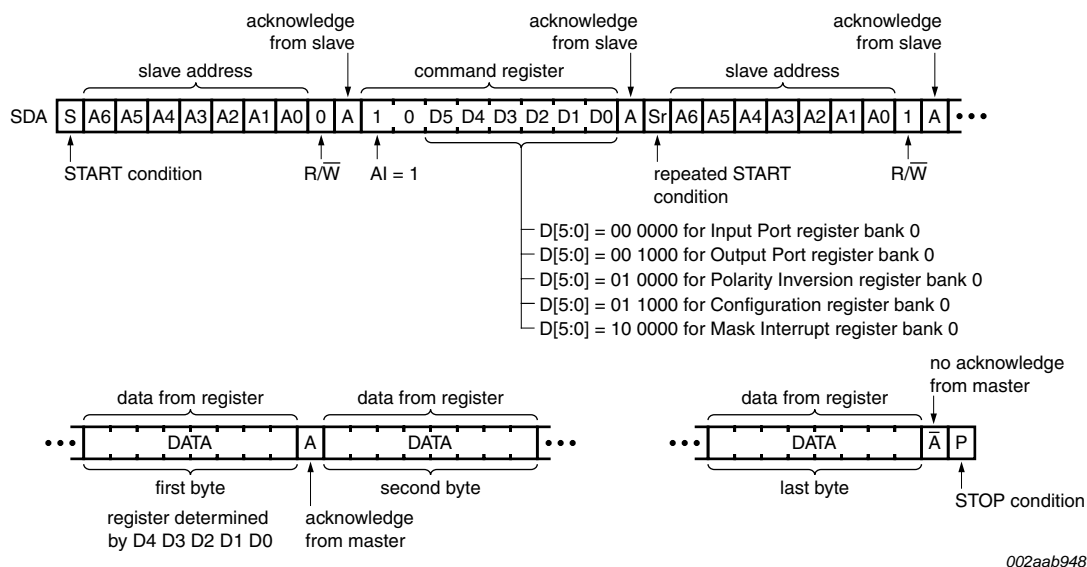 acknowledge
from slave
acknowledge
from slave
acknowledge
from slave
slave address
command register
slave address
SDA S A6 A5 A4 A3 A2 A1 A0 0 A 1 0 D5 D4 D3 D2 D1 D0 A Sr A6 A5 A4 A3 A2 A1 A0 1 A
START condition
R/W̅
AI = 1
repeated START
condition
R/W̅
D[5:0] = 00 0000 for Input Port register bank 0
D[5:0] = 00 1000 for Output Port register bank 0
D[5:0] = 01 0000 for Polarity Inversion register bank 0
D[5:0] = 01 1000 for Configuration register bank 0
D[5:0] = 10 0000 for Mask Interrupt register bank 0
no acknowledge
from master
data from register
data from register
data from register
DATA A DATA
DATA A̅ P
first byte
second byte
last byte
STOP condition
register determined
by D4 D3 D2 D1 D0
acknowledge
from master
002aab948